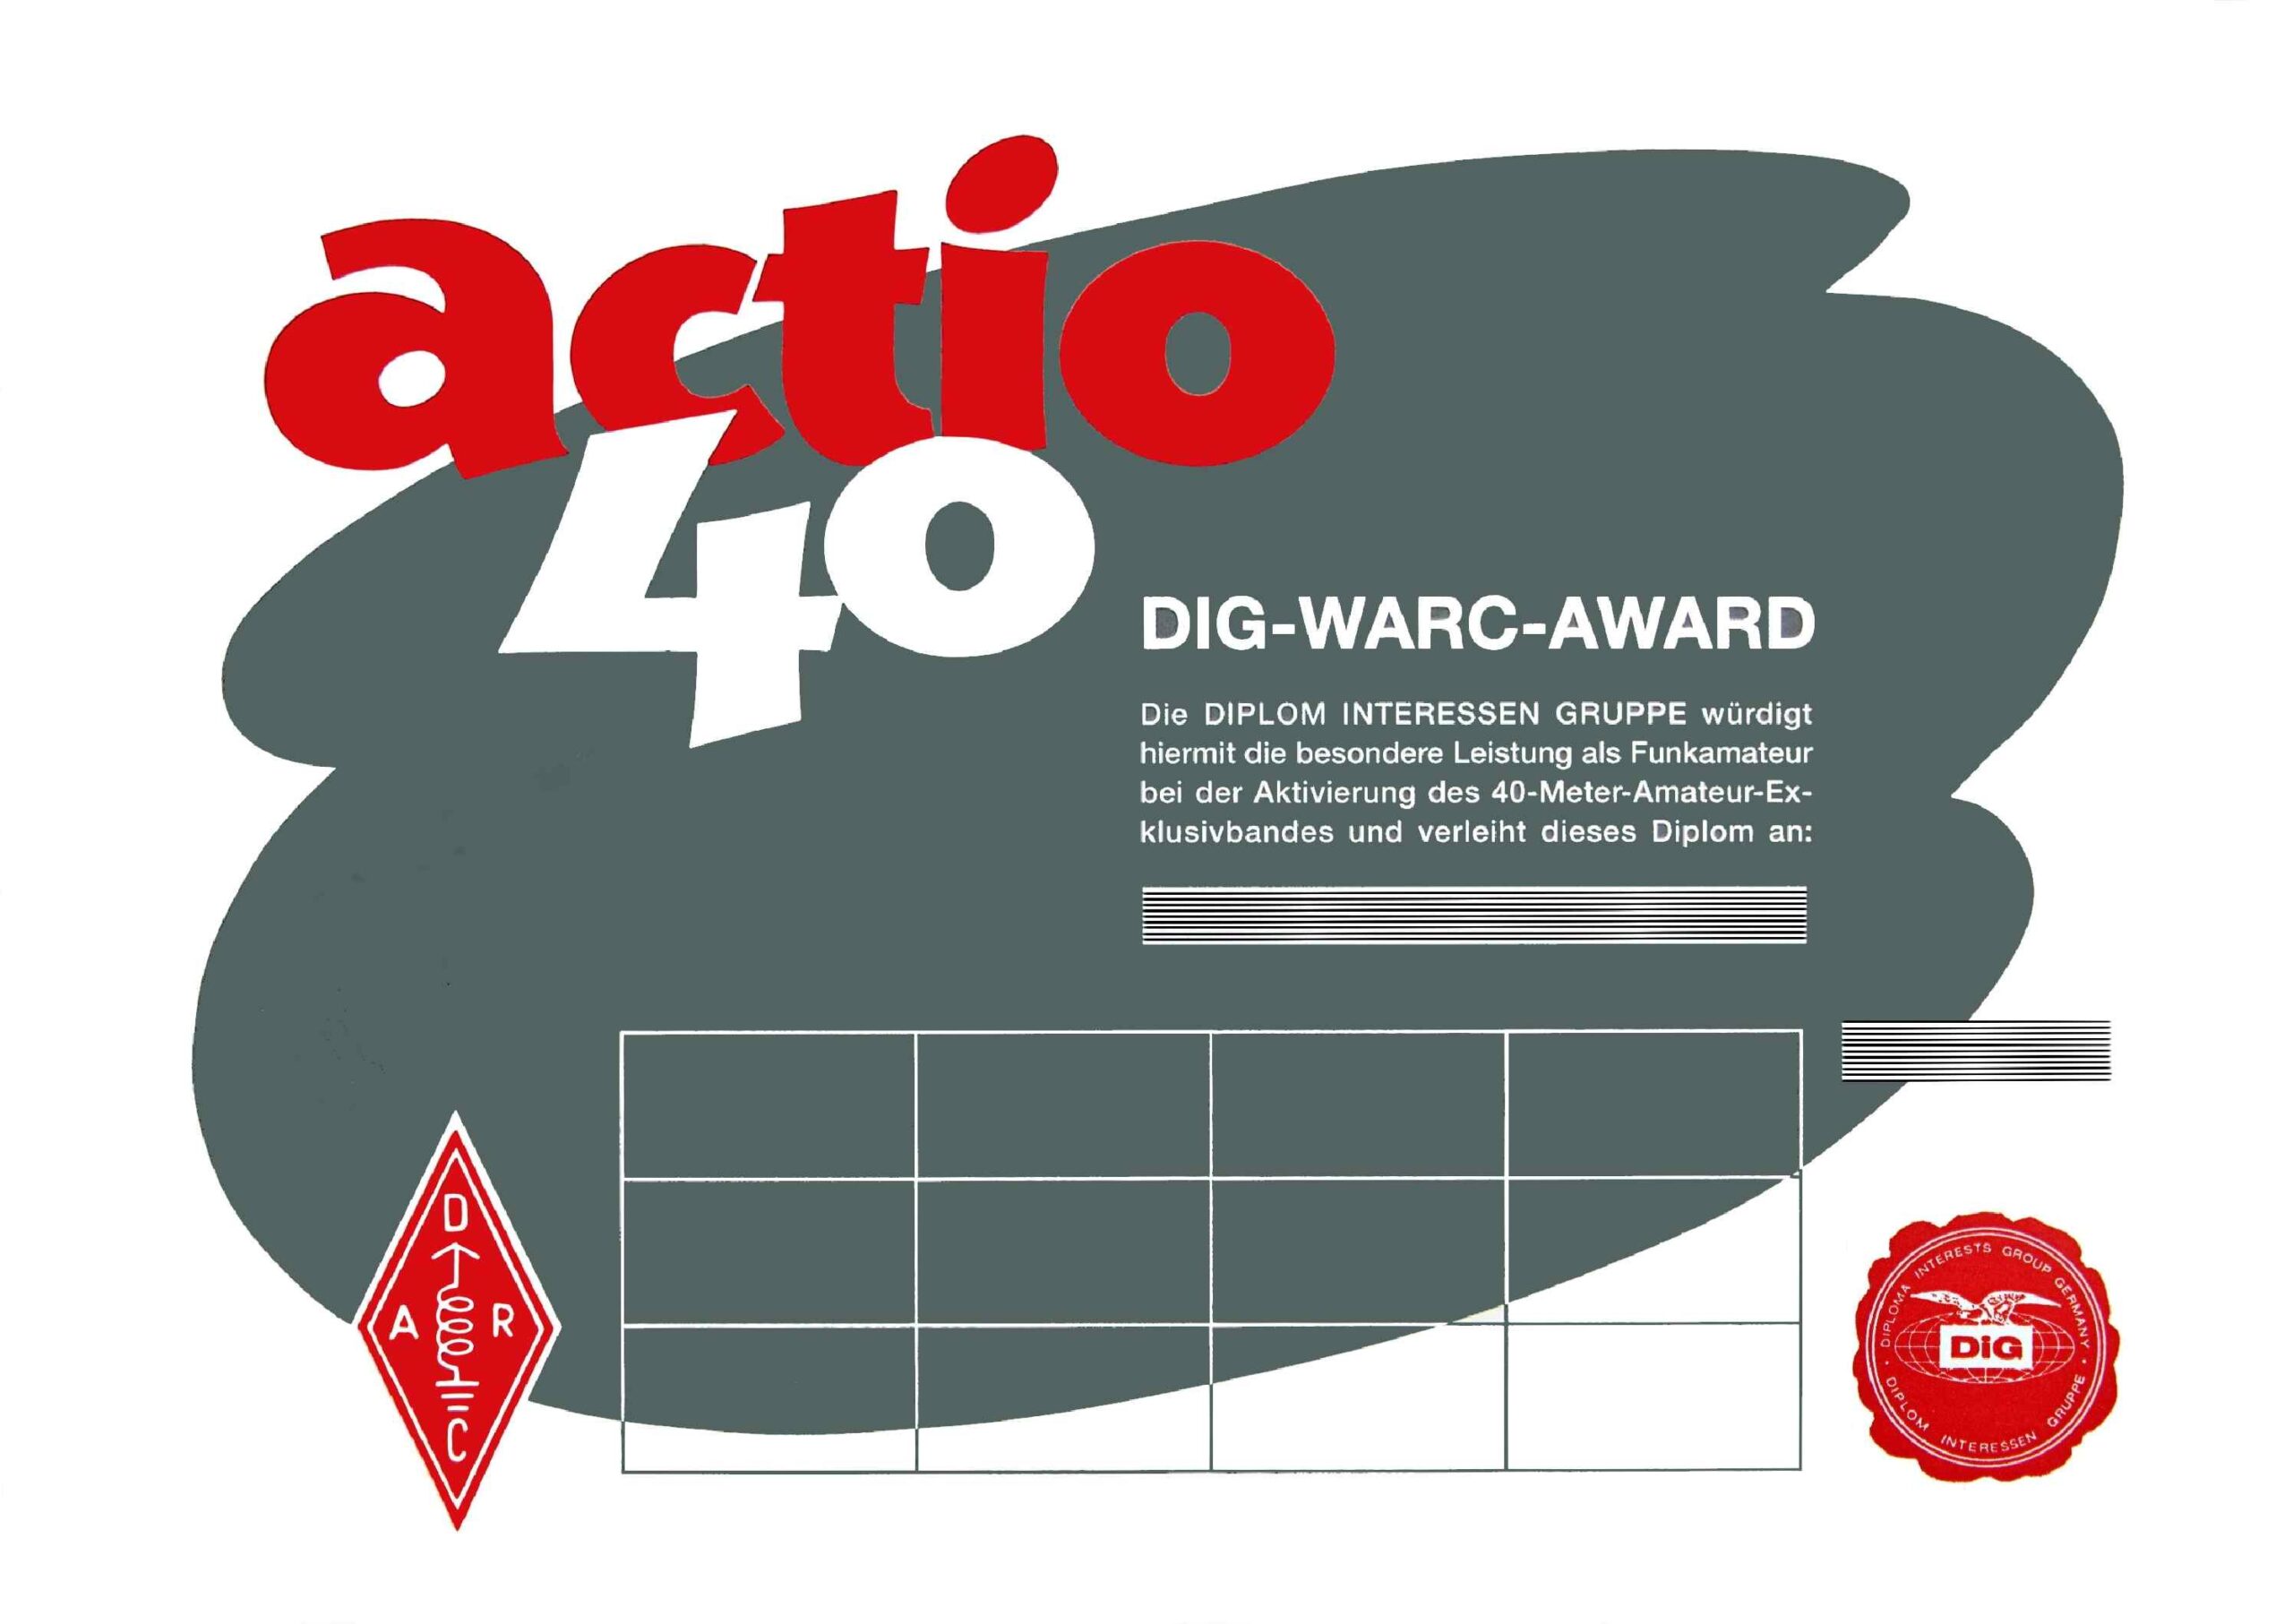 actio
40
DIG-WARC-AWARD
Die DIPLOM INTERESSEN GRUPPE würdigt
hiermit die besondere Leistung als Funkamateur
bei der Aktivierung des 40-Meter-Amateur-Ex-
klusivbandes und verleiht dieses Diplom an:
D
A R
C
DIPLOMA INTERESTS GROUP GERMANY
DiG
DIPLOM INTERESSEN GRUPPE